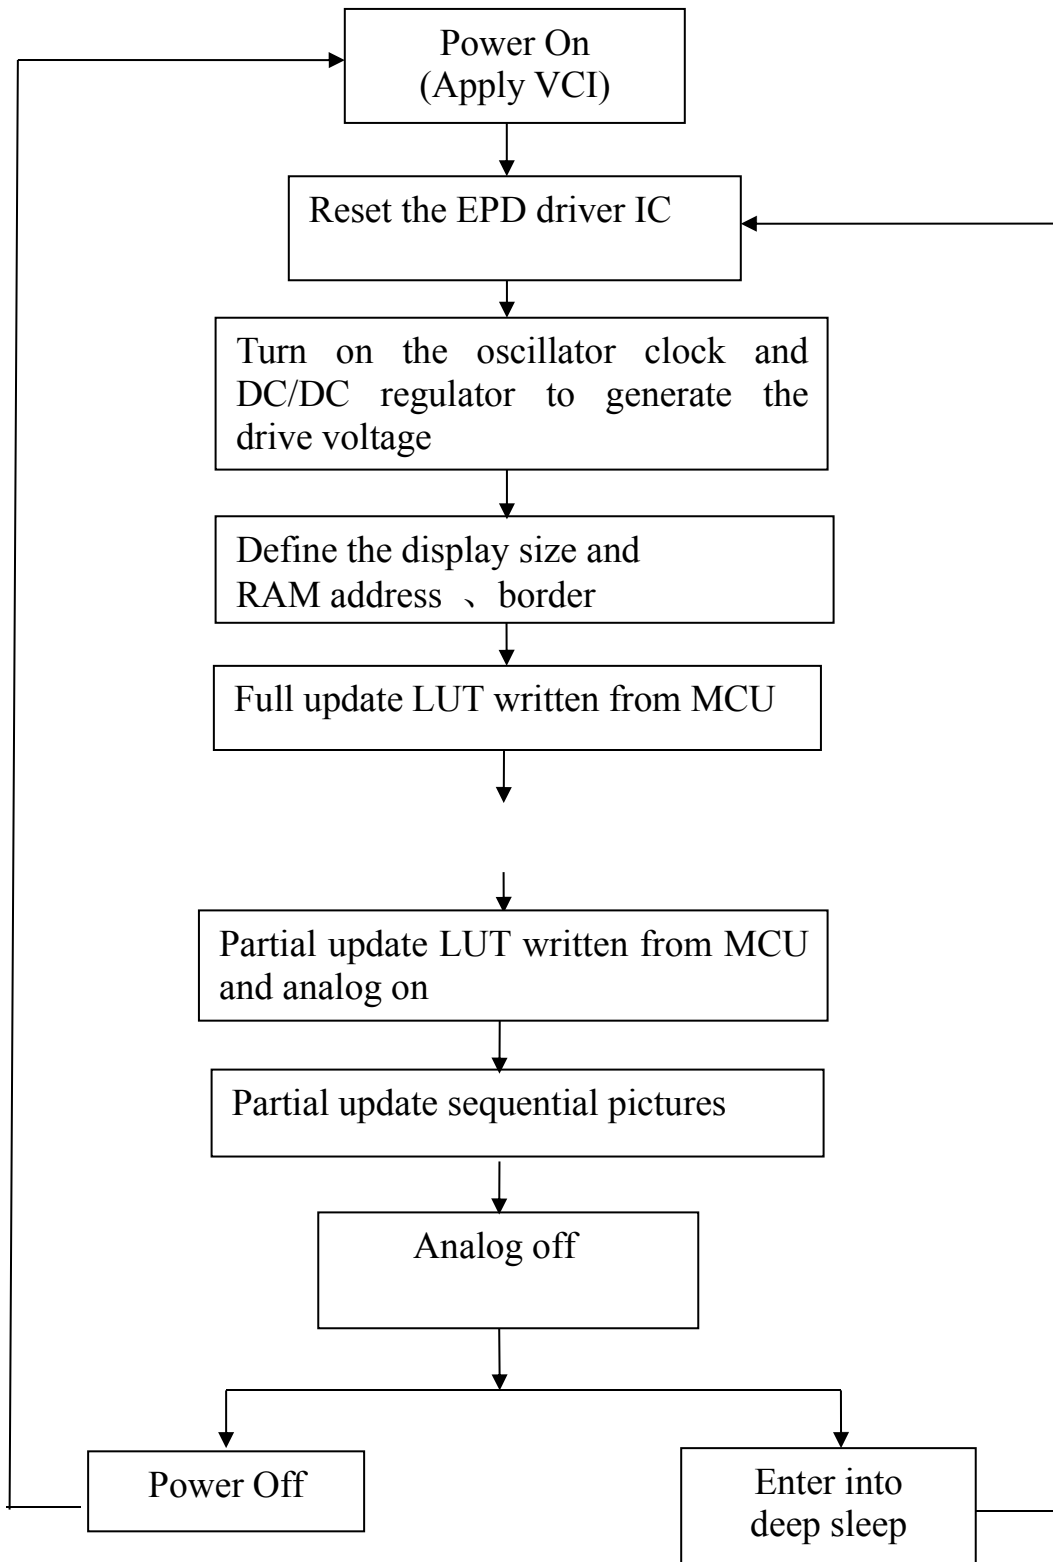 Power On
(Apply VCI)
Reset the EPD driver IC
Turn on the oscillator clock and
DC/DC regulator to generate the
drive voltage
Define the display size and
RAM address 、border
Full update LUT written from MCU
Partial update LUT written from MCU
and analog on
Partial update sequential pictures
Analog off
Power Off
Enter into
deep sleep